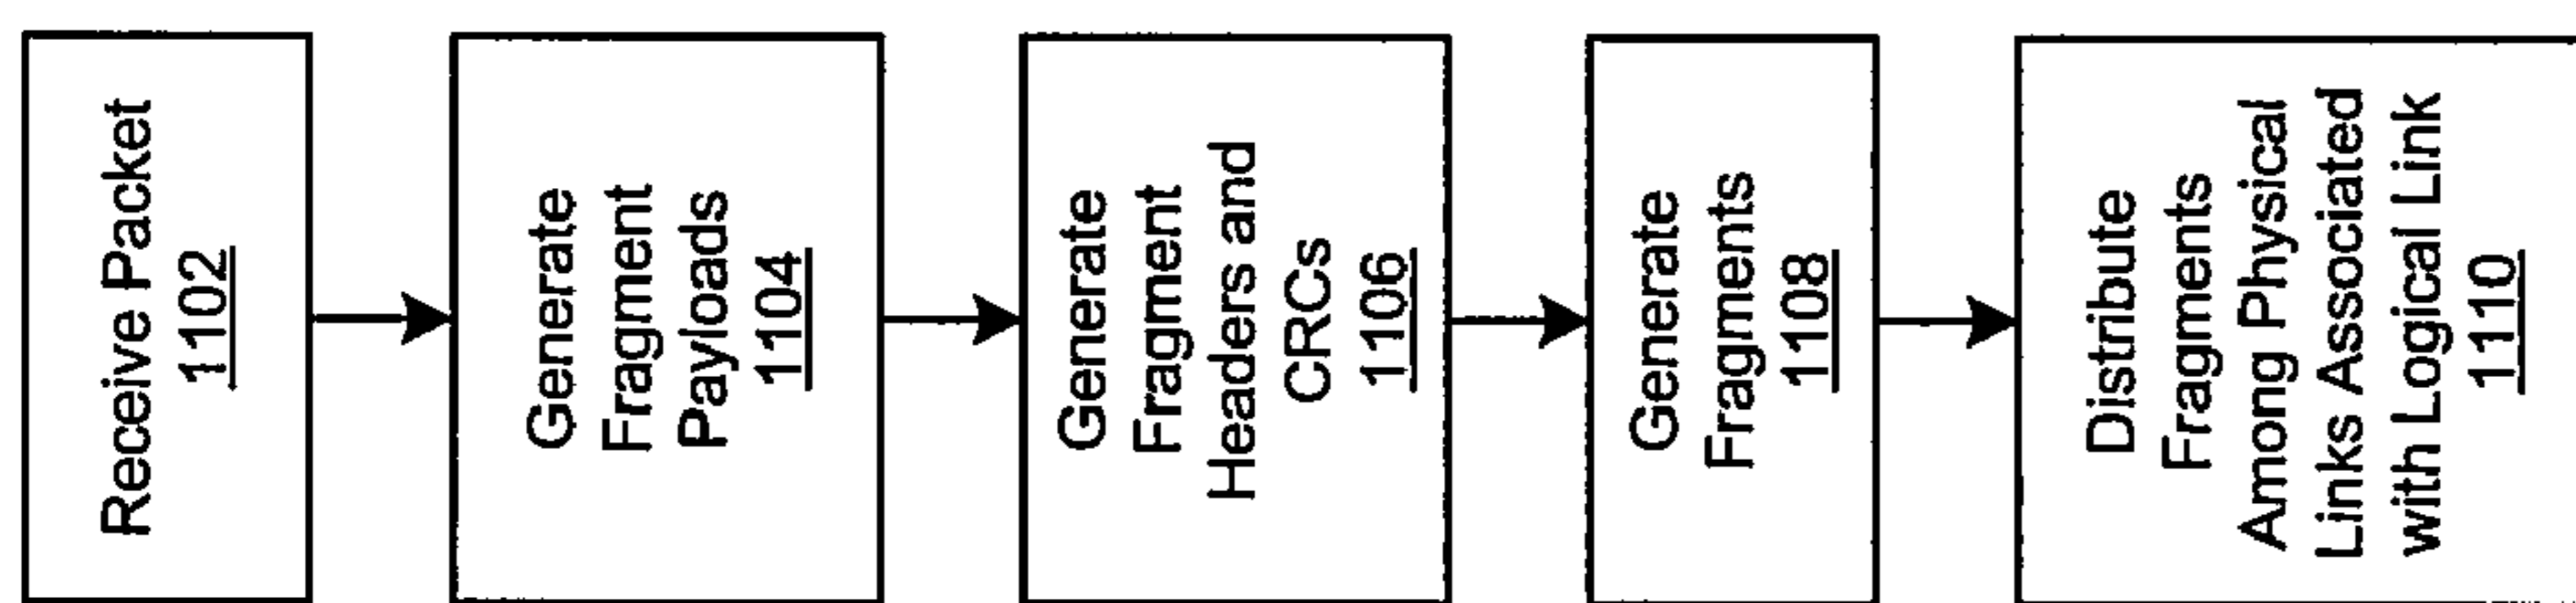 Receive Packet
1102
Generate
Fragment
Payloads
1104
Generate
Fragment
Headers and
CRCs
1106
Generate
Fragments
1108
Distribute
Fragments
Among Physical
Links Associated
with Logical Link
1110